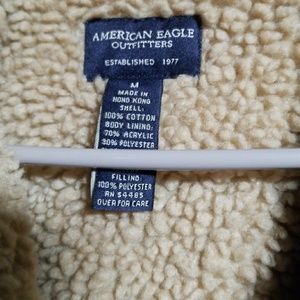 AMERICAN EAGLE
OUTFITTERS
ESTABLISHED 1977
M
MADE IN
HONG KONG
SHELL:
100% COTTON
BODY LINING:
70% ACRYLIC
30% POLYESTER
FILLING:
100% POLYESTER
RN 54485
OVER FOR CARE